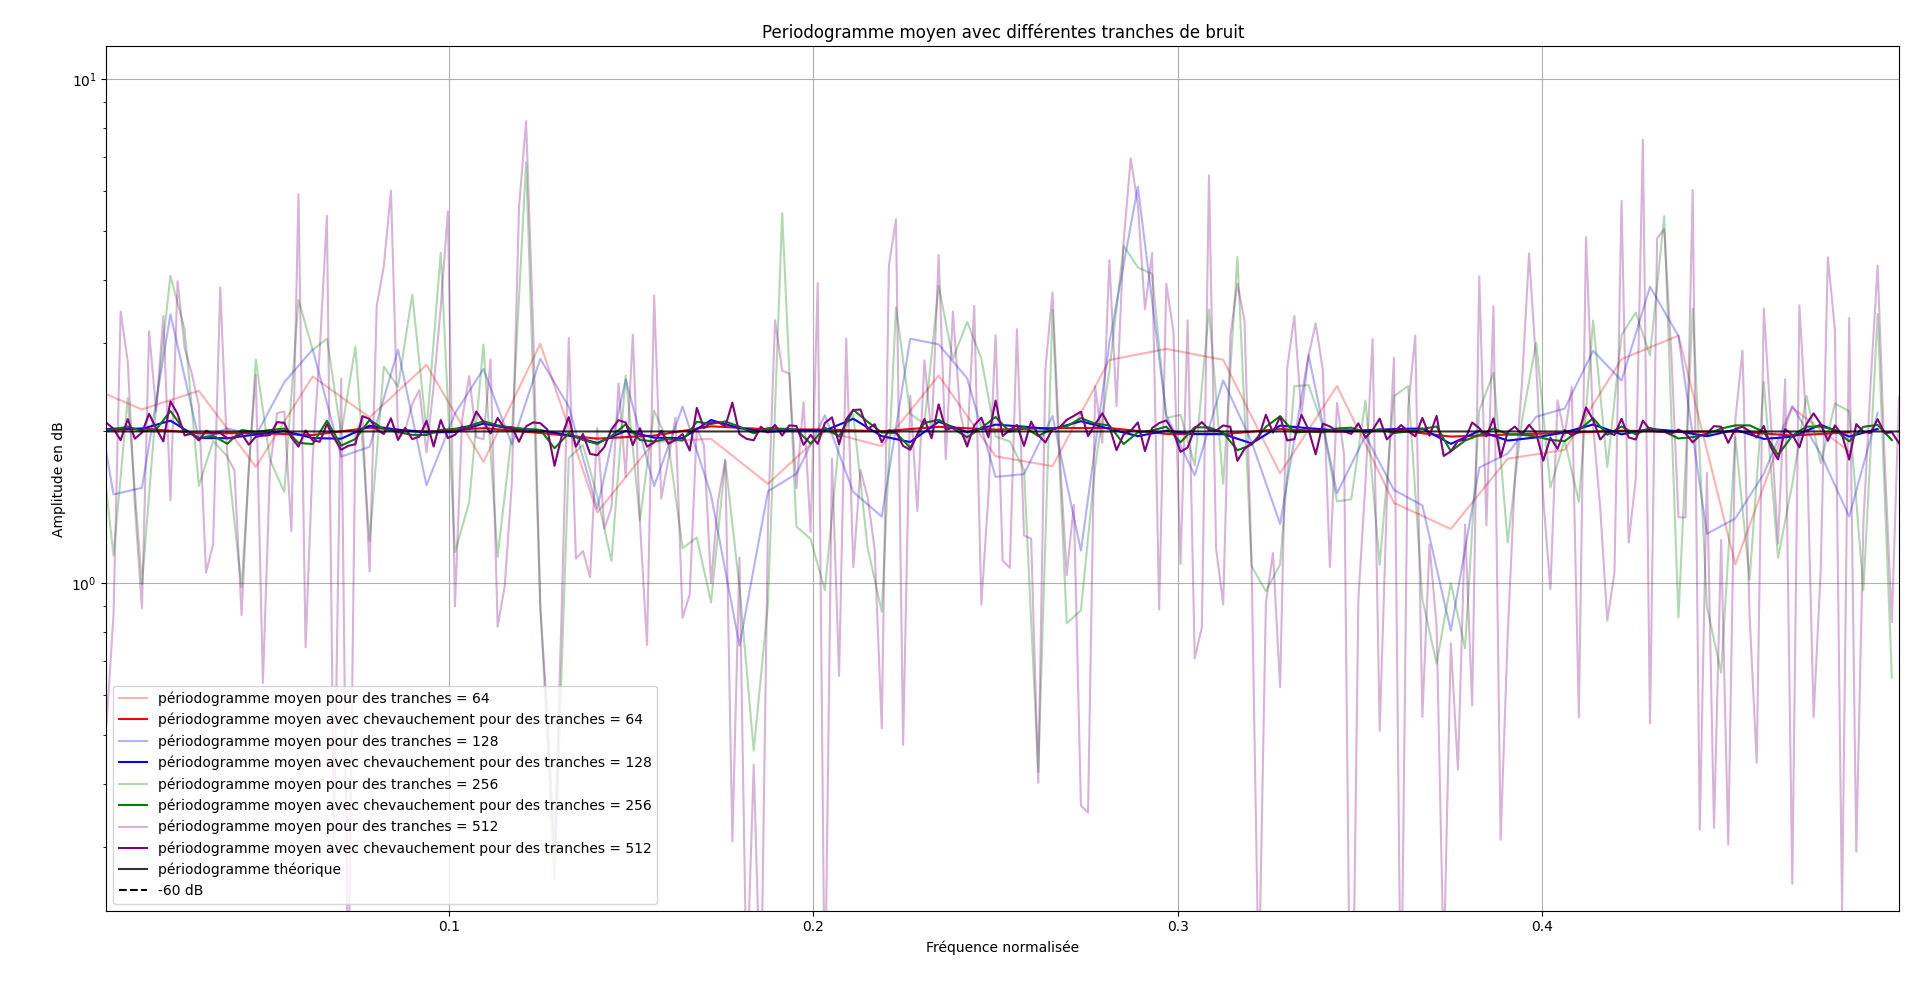 Periodogramme moyen avec différentes tranches de bruit
10¹
10⁰
Amplitude en dB
périodogramme moyen pour des tranches = 64
périodogramme moyen avec chevauchement pour des tranches = 64
périodogramme moyen pour des tranches = 128
périodogramme moyen avec chevauchement pour des tranches = 128
périodogramme moyen pour des tranches = 256
périodogramme moyen avec chevauchement pour des tranches = 256
périodogramme moyen pour des tranches = 512
périodogramme moyen avec chevauchement pour des tranches = 512
périodogramme théorique
-60 dB
0.1 0.2 0.3 0.4
Fréquence normalisée